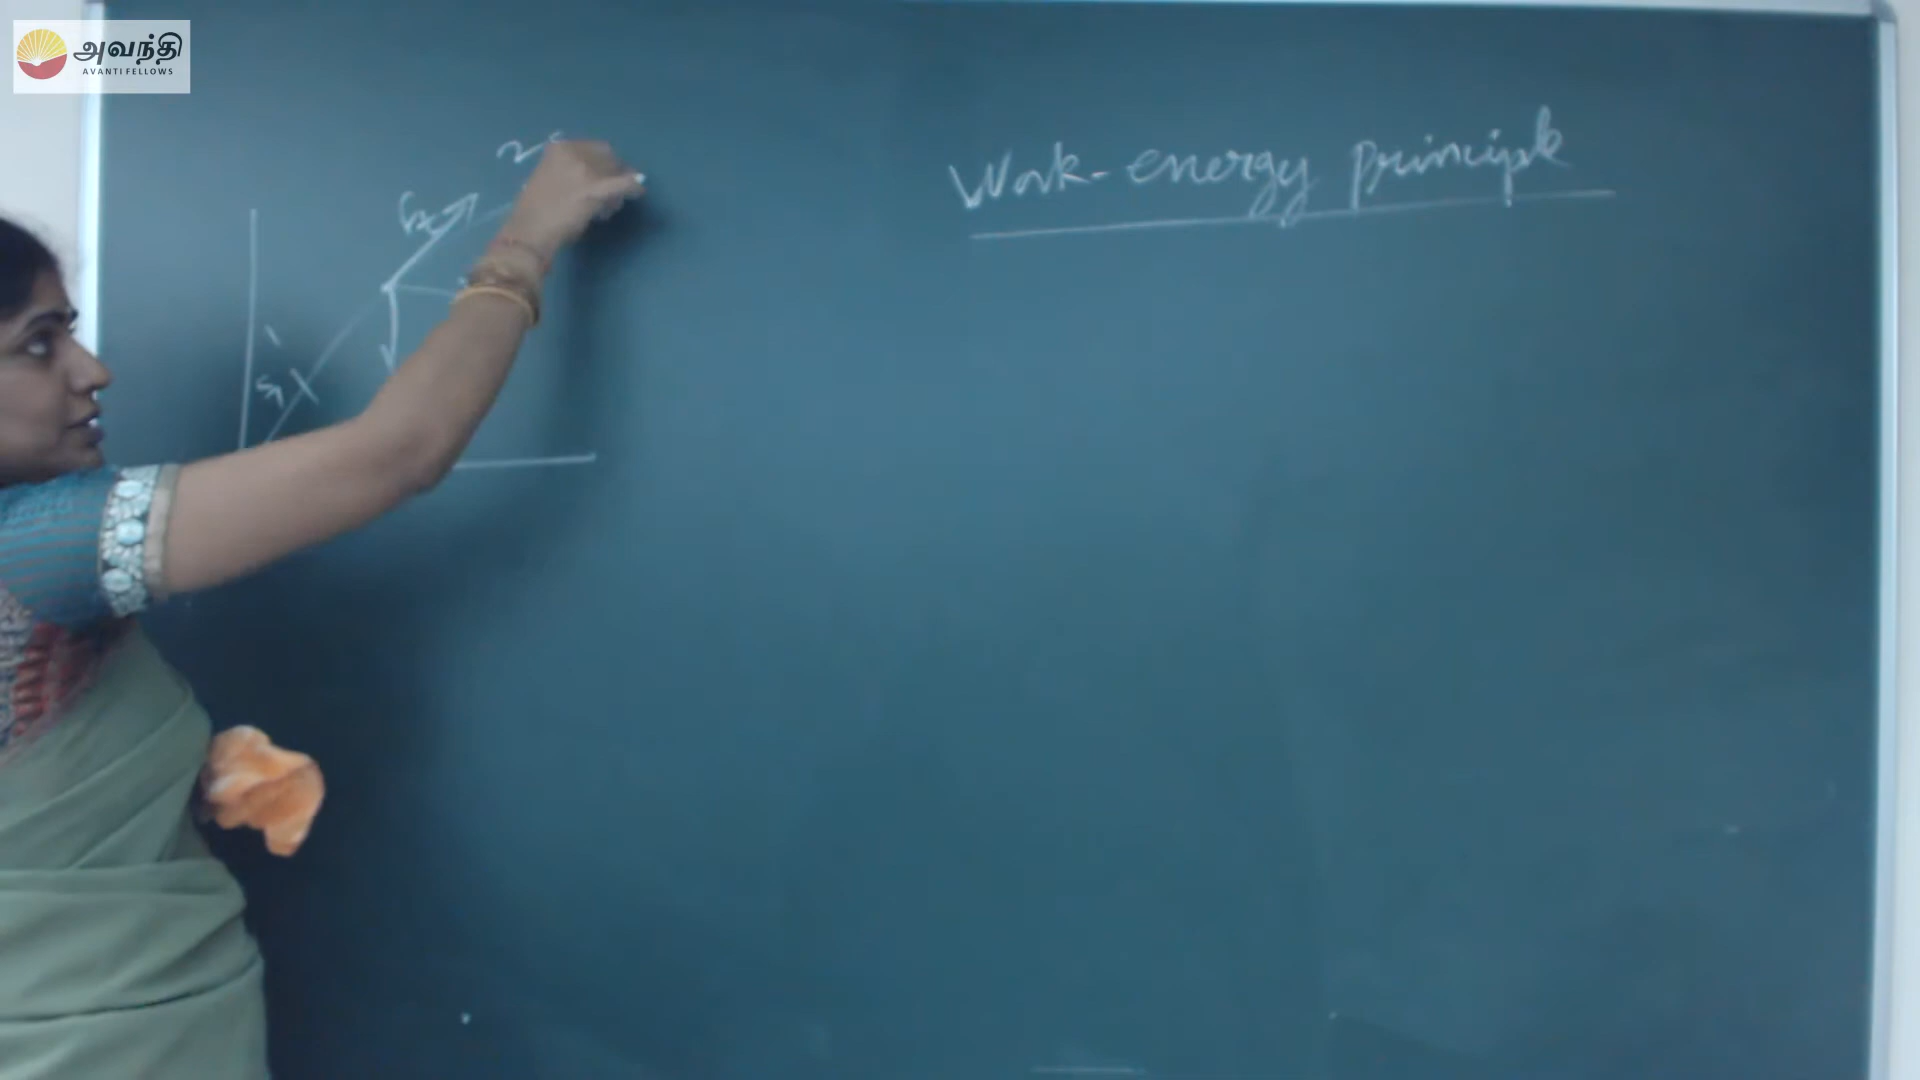 அவந்தி
AVANTI FELLOWS
Work-energy principle